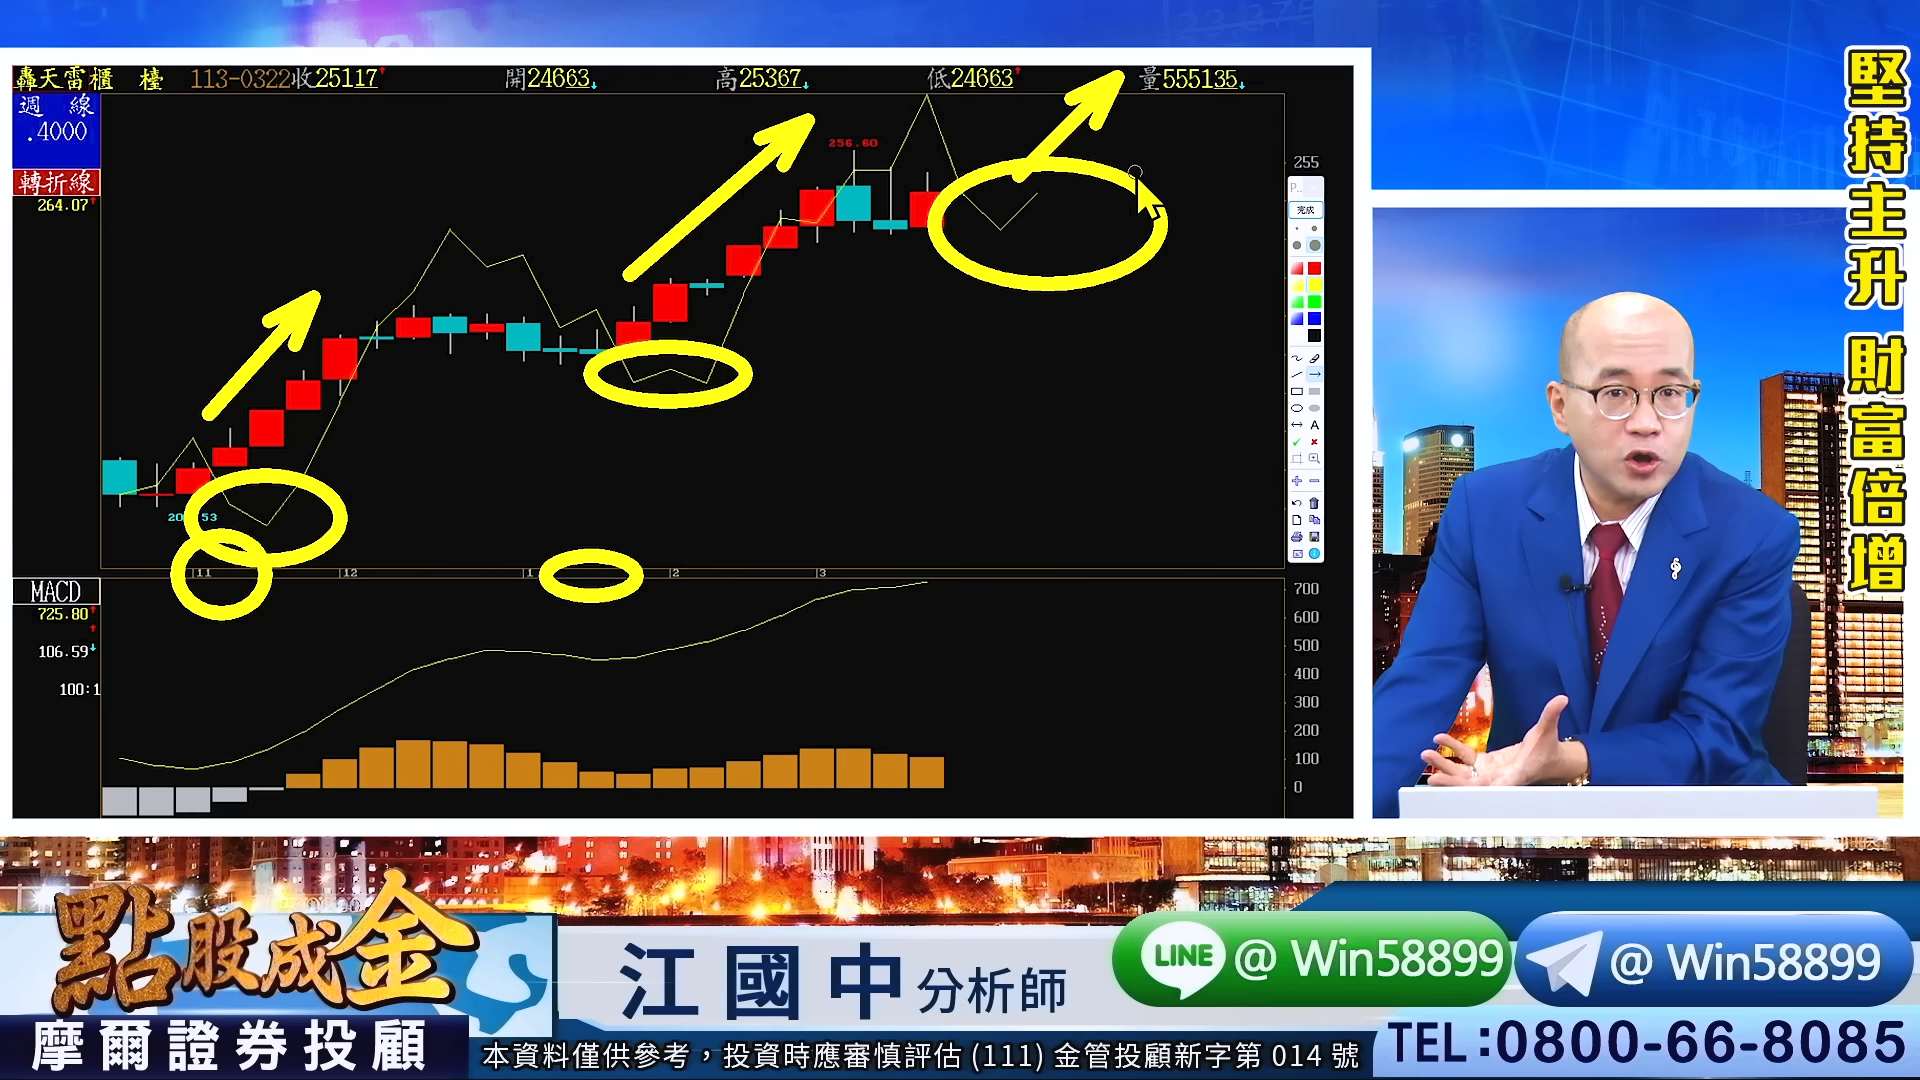 轟天雷櫃 檯 113-0322收25117 開24663 高25367 低24663 量555135
週 線
.4000
轉折線
264.07
256.60
53
255
P..
完成
A
11 12 1 2 3
MACD
725.80
106.59
100:1
700
600
500
400
300
200
100
0
堅持主升 財富倍增
點股成金
摩爾證券投顧
江國中 分析師
LINE @ Win58899
@ Win58899
TEL:0800-66-8085
本資料僅供參考，投資時應審慎評估 (111) 金管投顧新字第 014 號